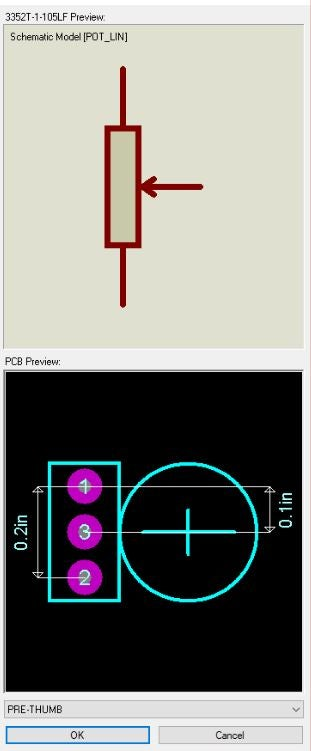 3352T-1-105LF Preview:
Schematic Model [POT_LIN]
PCB Preview:
1
0.2in
3
0.1in
2
PRE-THUMB
OK
Cancel